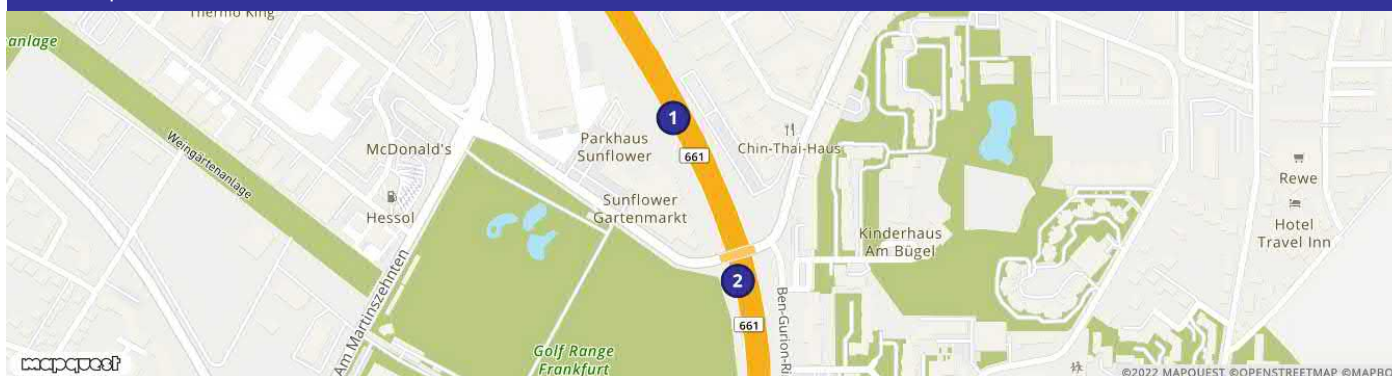 Thermo King
anlage
Weingärtenanlage
McDonald's
Hessol
Am Martinszehnten
Parkhaus
Sunflower
Sunflower
Gartenmarkt
1
661
Chin-Thai-Haus
Kinderhaus
Am Bügel
2
661
Ben-Gurion-Ri
Rewe
Hotel
Travel Inn
Golf Range
Frankfurt
mapquest
©2022 MAPQUEST ©OPENSTREETMAP ©MAPBO